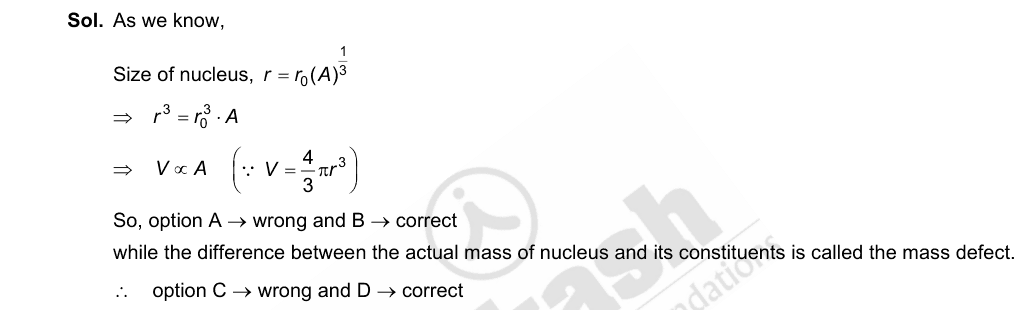 Sol. As we know,
Size of nucleus, r = r₀(A)^(1/3)
⇒ r³ = r₀³ · A
⇒ V ∝ A (∵ V = 4/3 πr³)
So, option A → wrong and B → correct
while the difference between the actual mass of nucleus and its constituents is called the mass defect.
∴ option C → wrong and D → correct